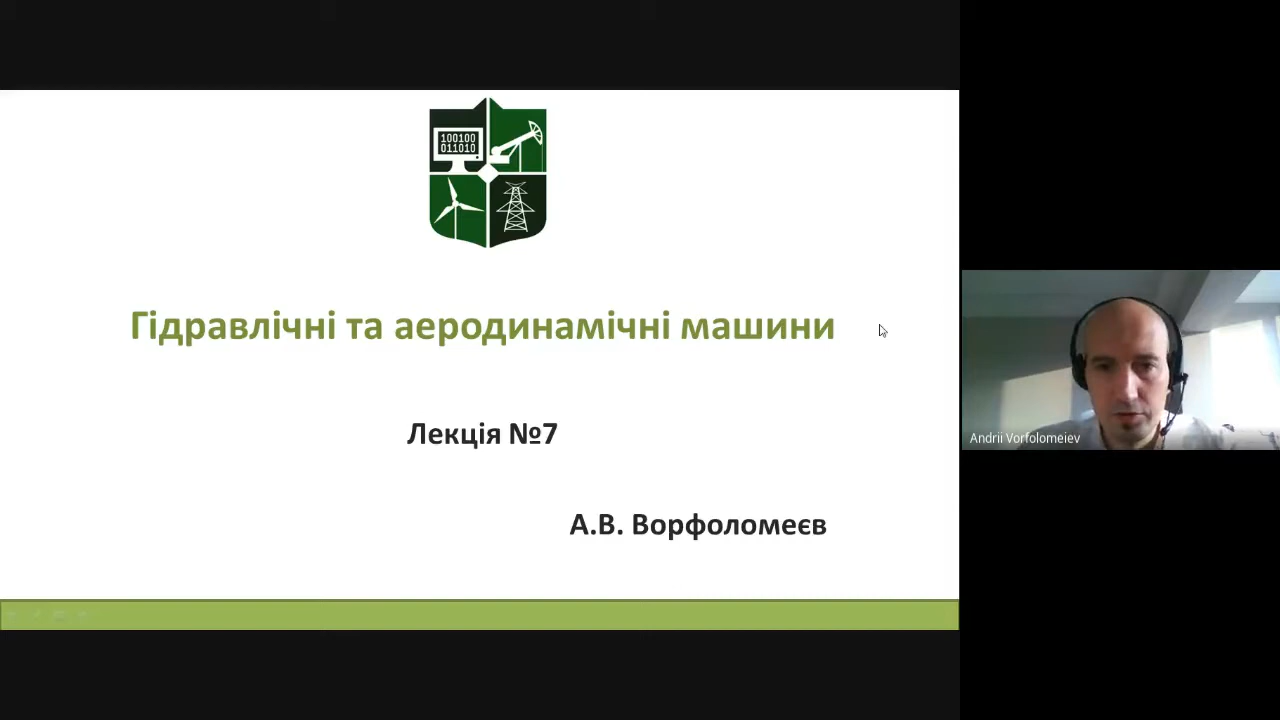 100100
011010
Гідравлічні та аеродинамічні машини
Лекція №7
А.В. Ворфоломеєв
Andrii Vorfolomeiev